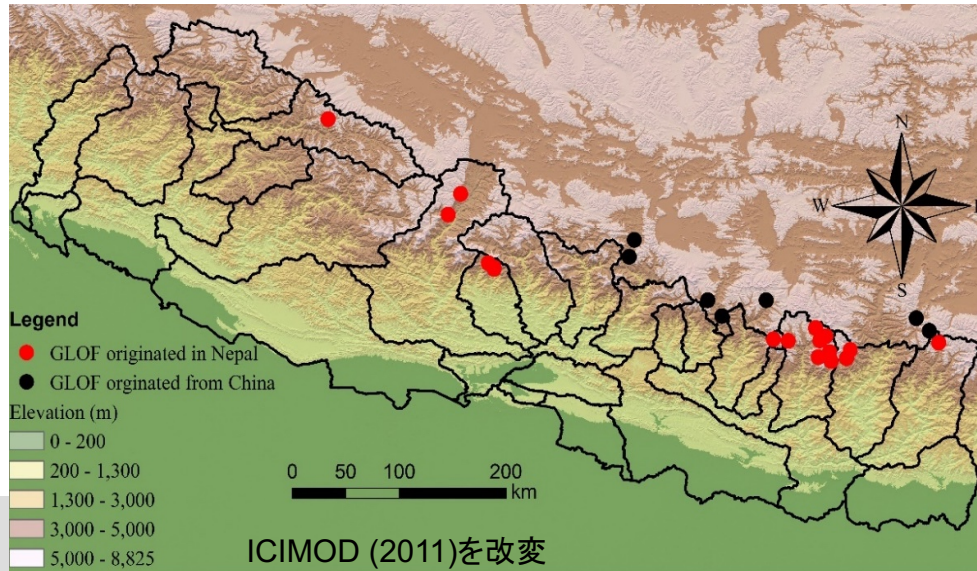 N
W
S
Legend
GLOF originated in Nepal
GLOF orginated from China
Elevation (m)
0 - 200
200 - 1,300
1,300 - 3,000
3,000 - 5,000
5,000 - 8,825
0 50 100 200
km
ICIMOD (2011)を改変